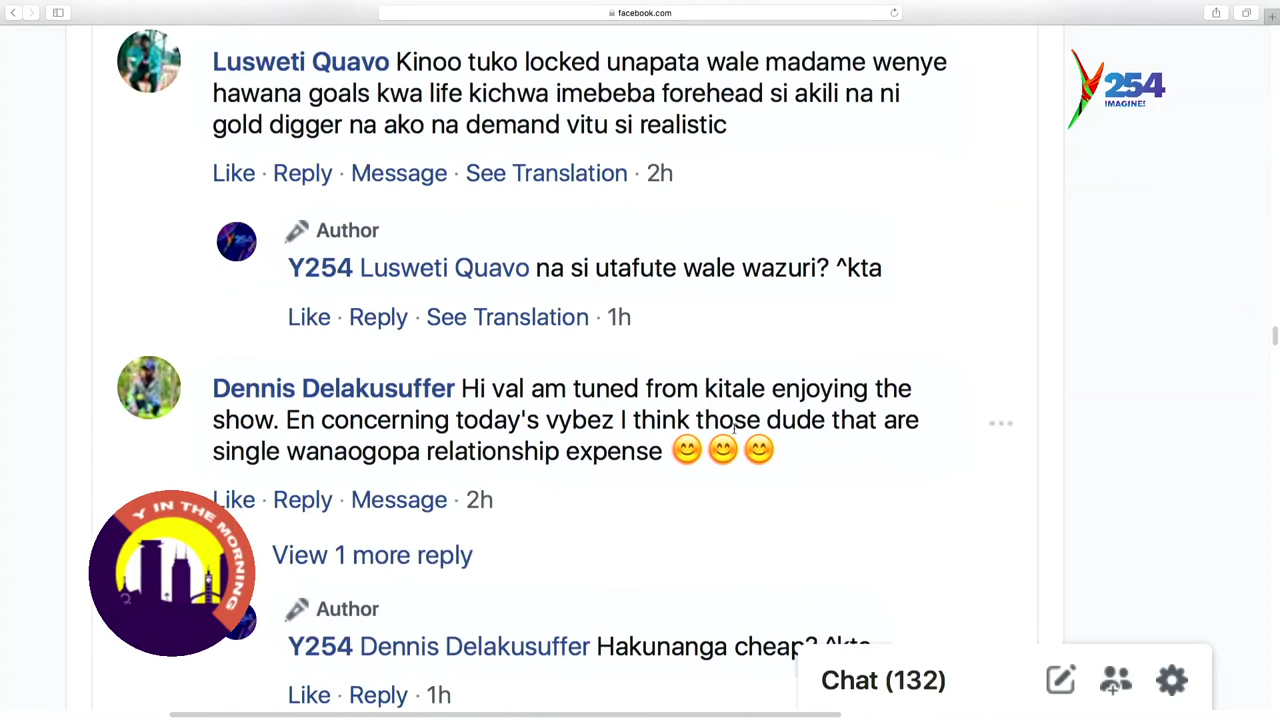 facebook.com
Lusweti Quavo Kinoo tuko locked unapata wale madame wenye
hawana goals kwa life kichwa imebeba forehead si akili na ni
gold digger na ako na demand vitu si realistic
Like · Reply · Message · See Translation · 2h
Author
Y254 Lusweti Quavo na si utafute wale wazuri? ^kta
Like · Reply · See Translation · 1h
Dennis Delakusuffer Hi val am tuned from kitale enjoying the
show. En concerning today's vybez I think those dude that are
single wanaogopa relationship expense 😊😊😊
Like · Reply · Message · 2h
View 1 more reply
Author
Y254 Dennis Delakusuffer Hakunanga cheap? ^kta
Like · Reply · 1h
Chat (132)
Y254
IMAGINE!
Y IN THE MORNING